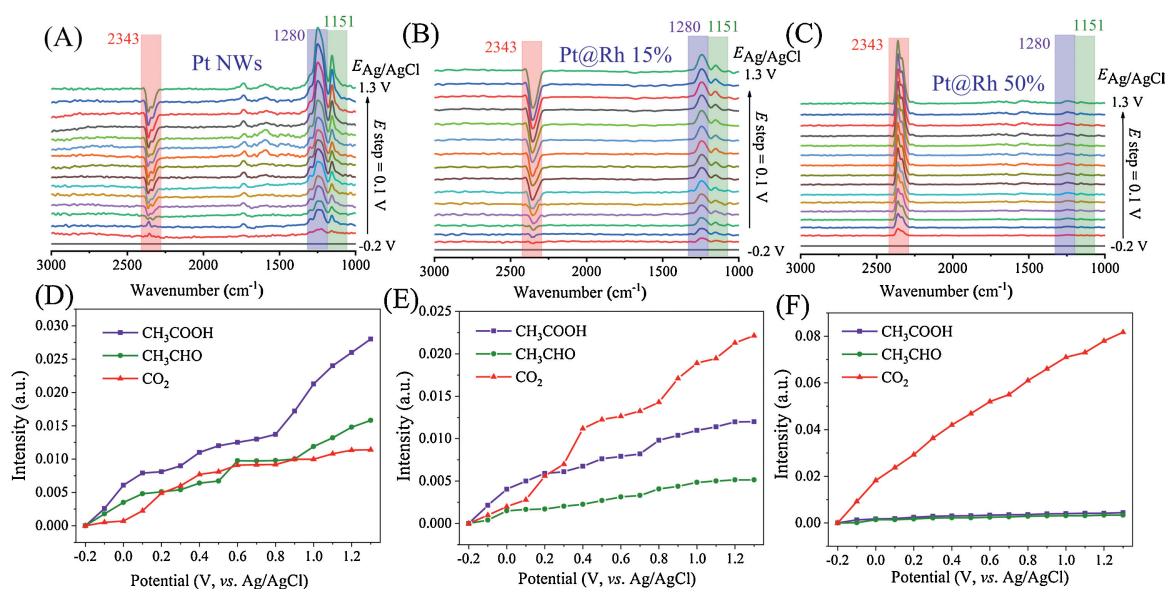 (A)
2343
1280
1151
Pt NWs
E_Ag/AgCl
1.3 V
E step = 0.1 V
-0.2 V
3000 2500 2000 1500 1000
Wavenumber (cm⁻¹)
(B)
2343
1280
1151
Pt@Rh 15%
E_Ag/AgCl
1.3 V
E step = 0.1 V
-0.2 V
3000 2500 2000 1500 1000
Wavenumber (cm⁻¹)
(C)
2343
1280
1151
Pt@Rh 50%
E_Ag/AgCl
1.3 V
E step = 0.1 V
-0.2 V
3000 2500 2000 1500 1000
Wavenumber (cm⁻¹)
(D)
CH₃COOH
CH₃CHO
CO₂
Intensity (a.u.)
0.030
0.025
0.020
0.015
0.010
0.005
0.000
-0.2 0.0 0.2 0.4 0.6 0.8 1.0 1.2
Potential (V, vs. Ag/AgCl)
(E)
CH₃COOH
CH₃CHO
CO₂
Intensity (a.u.)
0.025
0.020
0.015
0.010
0.005
0.000
-0.2 0.0 0.2 0.4 0.6 0.8 1.0 1.2
Potential (V, vs. Ag/AgCl)
(F)
CH₃COOH
CH₃CHO
CO₂
Intensity (a.u.)
0.08
0.06
0.04
0.02
0.00
-0.2 0.0 0.2 0.4 0.6 0.8 1.0 1.2
Potential (V, vs. Ag/AgCl)